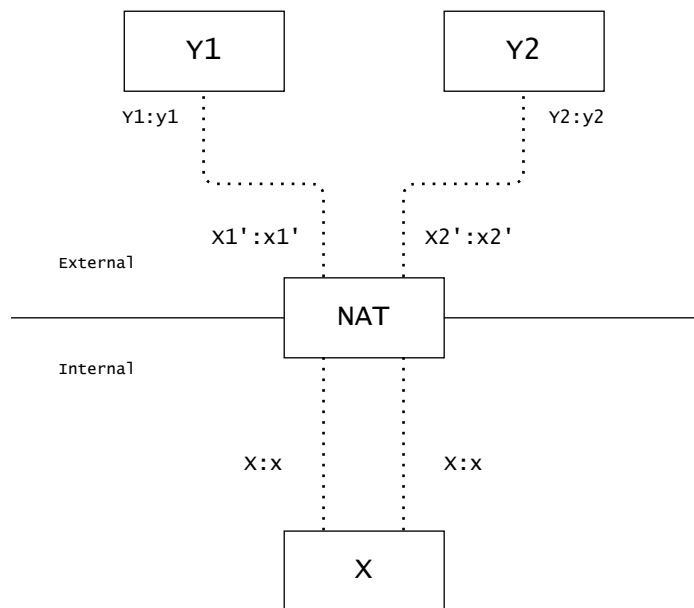 Y1
Y2
Y1:y1
Y2:y2
X1':x1'
X2':x2'
External
NAT
Internal
X:x
X:x
X